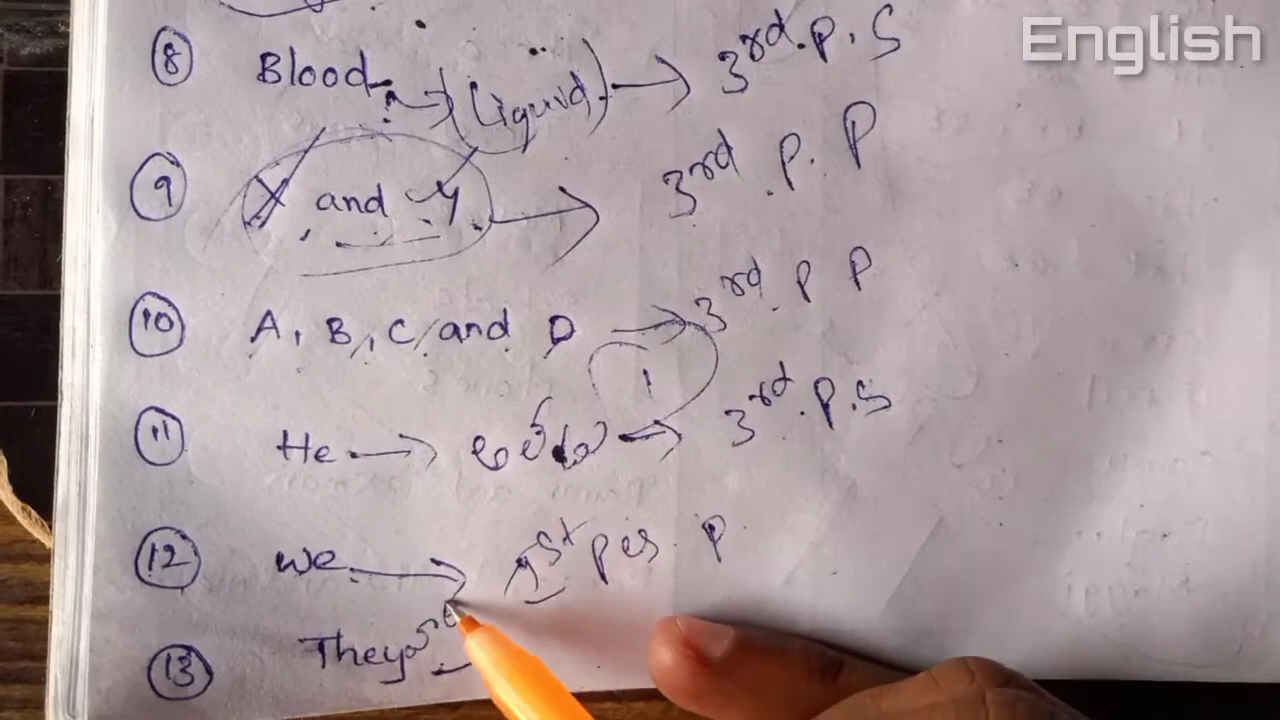 English
⑧ Blood → (Liquid) → 3rd. P. S
⑨ X and Y → 3rd. P. P
⑩ A, B, C and D → 3rd P P
1
⑪ He → → 3rd. P. S
⑫ We → 1st per. P.
⑬ They